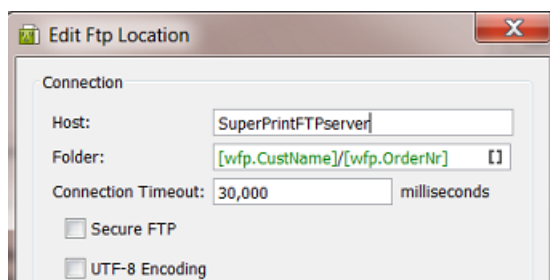 Edit Ftp Location
Connection
Host: SuperPrintFTPserver
Folder: [wfp.CustName]/[wfp.OrderNr] []
Connection Timeout: 30,000 milliseconds
Secure FTP
UTF-8 Encoding